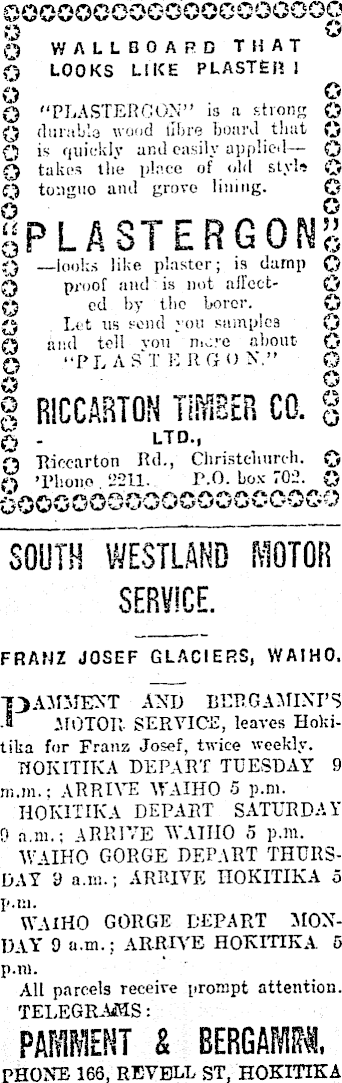 WALLBOARD THAT
LOOKS LIKE PLASTER!
"PLASTERGON" is a strong
durable wood fibre board that
is quickly and easily applied—
takes the place of old style
tongue and grove lining.
"PLASTERGON"
—looks like plaster; is damp
proof and is not affect-
ed by the borer.
Let us send you samples
and tell you more about
"PLASTERGON."
RICCARTON TIMBER CO.
- LTD.,
Riccarton Rd., Christchurch.
'Phone 2211. P.O. box 702.
SOUTH WESTLAND MOTOR
SERVICE.
FRANZ JOSEF GLACIERS, WAIHO.
PAMMENT AND BERGAMINI'S
MOTOR SERVICE, leaves Hoki-
tika for Franz Josef, twice weekly.
HOKITIKA DEPART TUESDAY 9
m.m.; ARRIVE WAIHO 5 p.m.
HOKITIKA DEPART SATURDAY
9 a.m.; ARRIVE WAIHO 5 p.m.
WAIHO GORGE DEPART THURS-
DAY 9 a.m.; ARRIVE HOKITIKA 5
p.m.
WAIHO GORGE DEPART MON-
DAY 9 a.m.; ARRIVE HOKITIKA 5
p.m.
All parcels receive prompt attention.
TELEGRAMS:
PAMMENT & BERGAMINI,
PHONE 166, REVELL ST, HOKITIKA